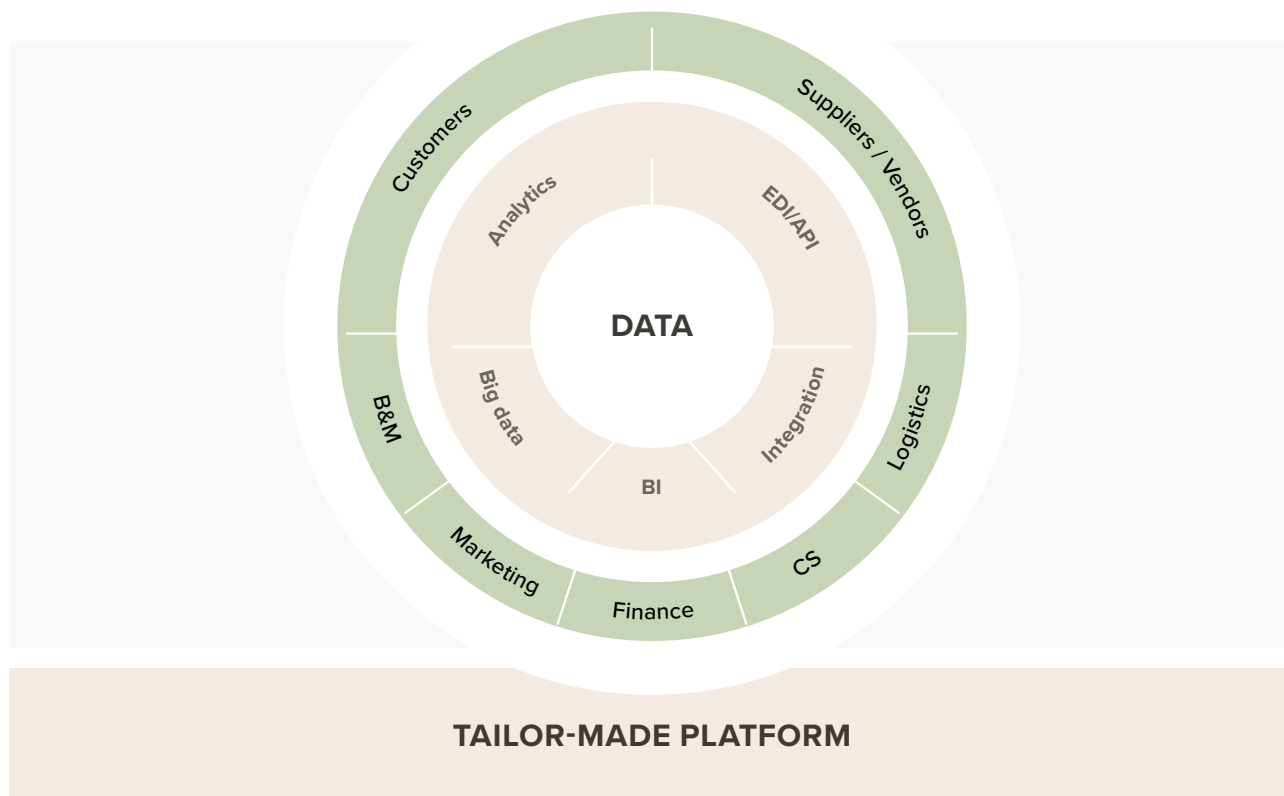 Customers
Suppliers / Vendors
Analytics
EDI/API
DATA
Big data
Integration
B&M
Logistics
BI
Marketing
CS
Finance
TAILOR-MADE PLATFORM